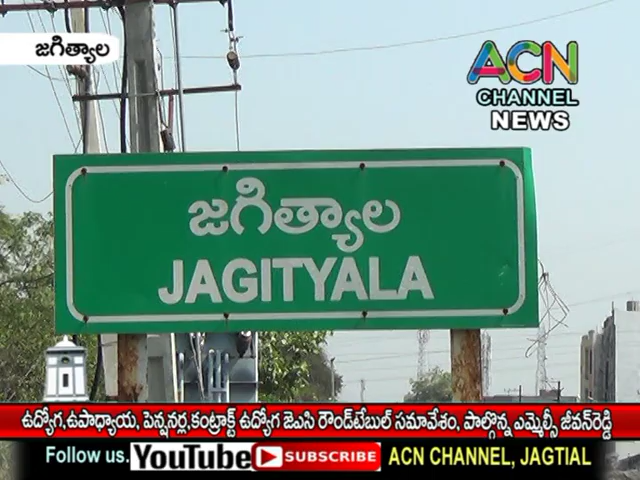 జగిత్యాల
ACN
CHANNEL
NEWS
జగిత్యాల
JAGITYALA
ఉద్యోగ,ఉపాధ్యాయ, పెన్షనర్ల,కంట్రాక్ట్ ఉద్యోగ జెఎసి రౌండ్‌టేబుల్ సమావేశం, పాల్గొన్న ఎమ్మెల్సీ జీవన్‌రెడ్డి
Follow us. YouTube SUBSCRIBE ACN CHANNEL, JAGTIAL